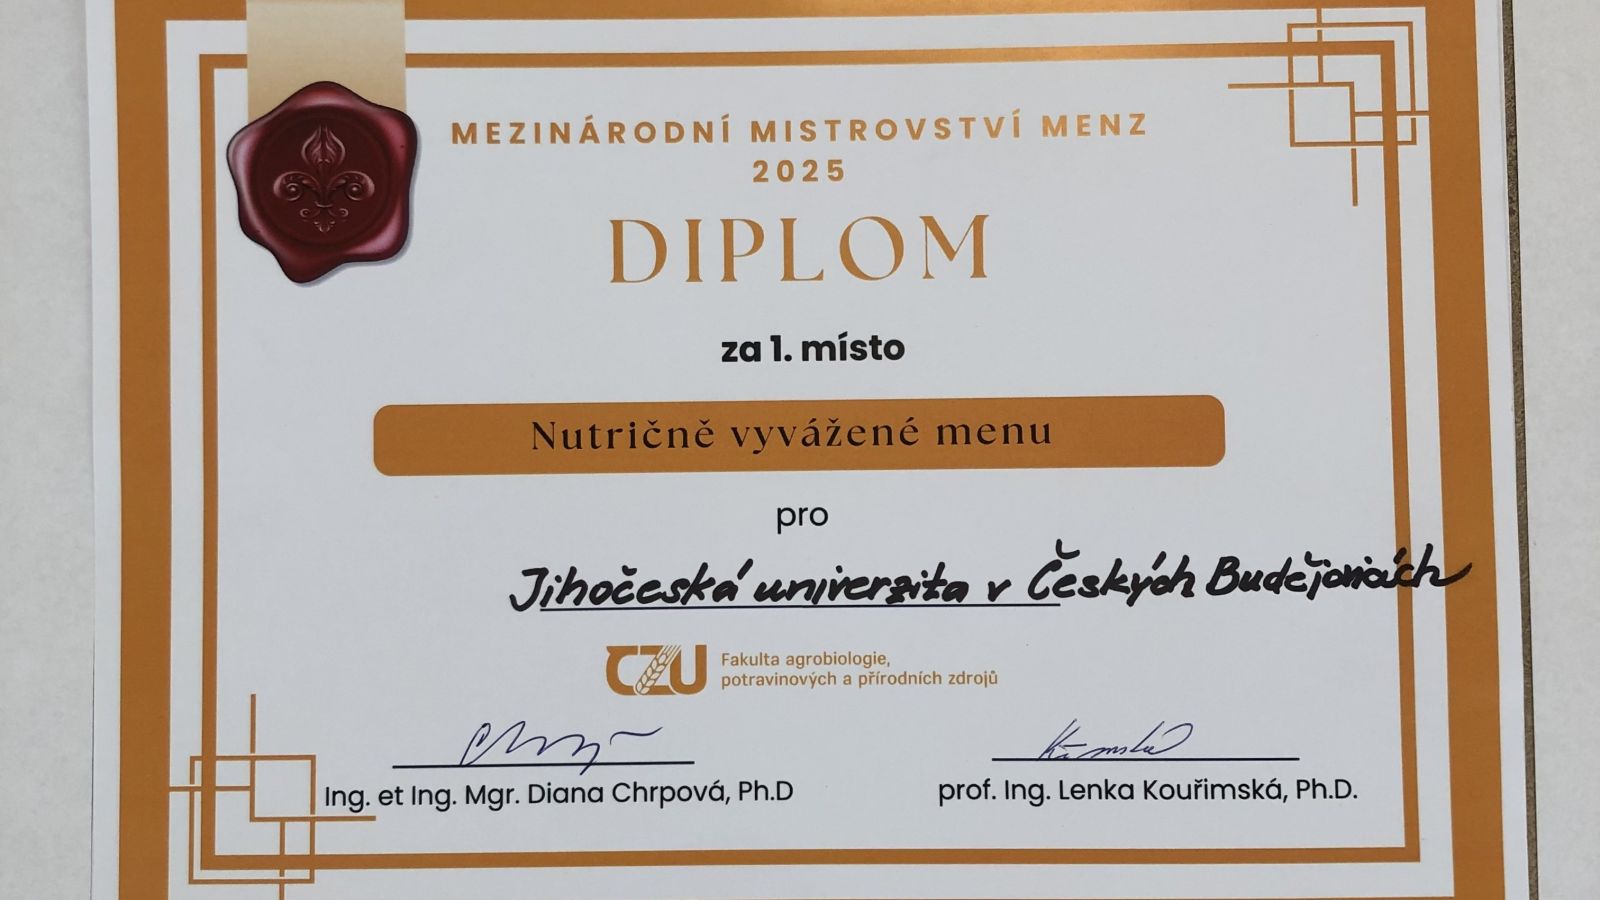 MEZINÁRODNÍ MISTROVSTVÍ MENZ
2025
DIPLOM
za 1. místo
Nutričně vyvážené menu
pro
Jihočeská univerzita v Českých Budějovicích
CZU
Fakulta agrobiologie,
potravinových a přírodních zdrojů
Ing. et Ing. Mgr. Diana Chrpová, Ph.D
prof. Ing. Lenka Kouřimská, Ph.D.